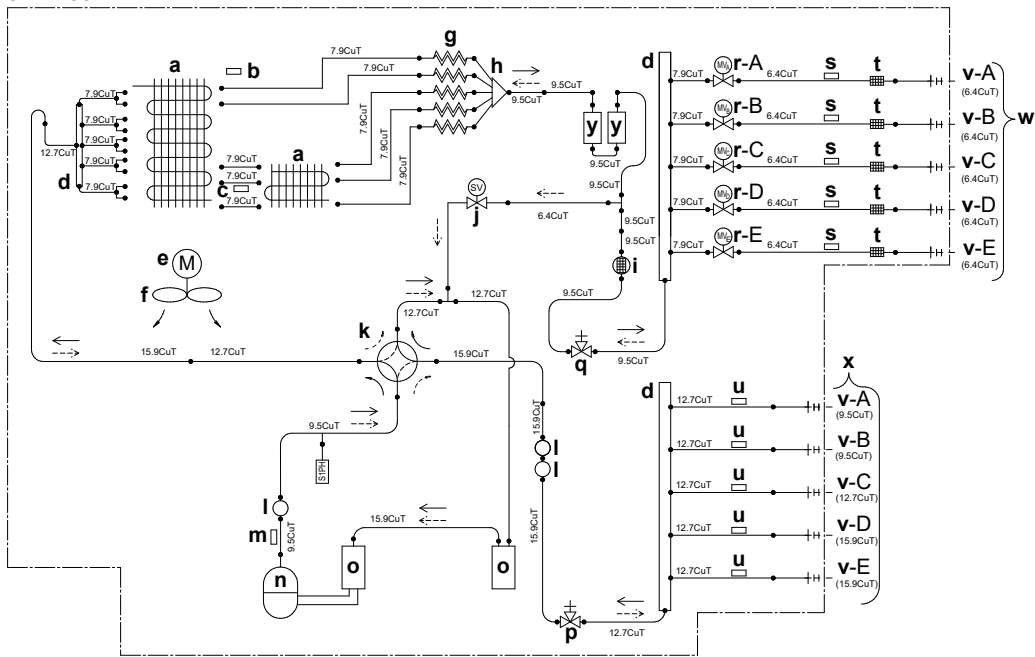 7.9CuT
g
a
b
h
d
7.9CuT
r-A
6.4CuT
s
t
v-A
(6.4CuT)
7.9CuT
7.9CuT
9.5CuT
9.5CuT
7.9CuT
r-B
6.4CuT
s
t
v-B
(6.4CuT)
w
7.9CuT
7.9CuT
y
y
12.7CuT
7.9CuT
a
7.9CuT
7.9CuT
9.5CuT
7.9CuT
r-C
6.4CuT
s
t
v-C
(6.4CuT)
7.9CuT
d
7.9CuT
7.9CuT
c
7.9CuT
7.9CuT
7.9CuT
SV
j
6.4CuT
9.5CuT
9.5CuT
7.9CuT
r-D
6.4CuT
s
t
v-D
(6.4CuT)
9.5CuT
i
7.9CuT
r-E
6.4CuT
s
t
v-E
(6.4CuT)
e
M
f
12.7CuT
12.7CuT
9.5CuT
q
9.5CuT
k
15.9CuT
12.7CuT
15.9CuT
x
d
12.7CuT
u
v-A
(9.5CuT)
15.9CuT
9.5CuT
S1PH
l
l
12.7CuT
u
v-B
(9.5CuT)
l
m
9.5CuT
15.9CuT
15.9CuT
12.7CuT
u
v-C
(12.7CuT)
12.7CuT
u
v-D
(15.9CuT)
n
o
o
12.7CuT
u
v-E
(15.9CuT)
p
12.7CuT